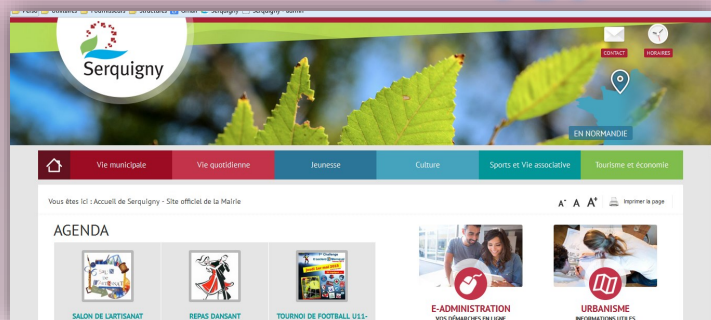 Serquigny
CONTACT
HORAIRES
EN NORMANDIE
Vie municipale
Vie quotidienne
Jeunesse
Culture
Sports et Vie associative
Tourisme et économie
Vous êtes ici : Accueil de Serquigny - Site officiel de la Mairie
A- A A+
Imprimer la page
AGENDA
SALON DE L'ARTISANAT
REPAS DANSANT
TOURNOI DE FOOTBALL U11-
E-ADMINISTRATION
VOS DÉMARCHES EN LIGNE
URBANISME
INFORMATIONS UTILES